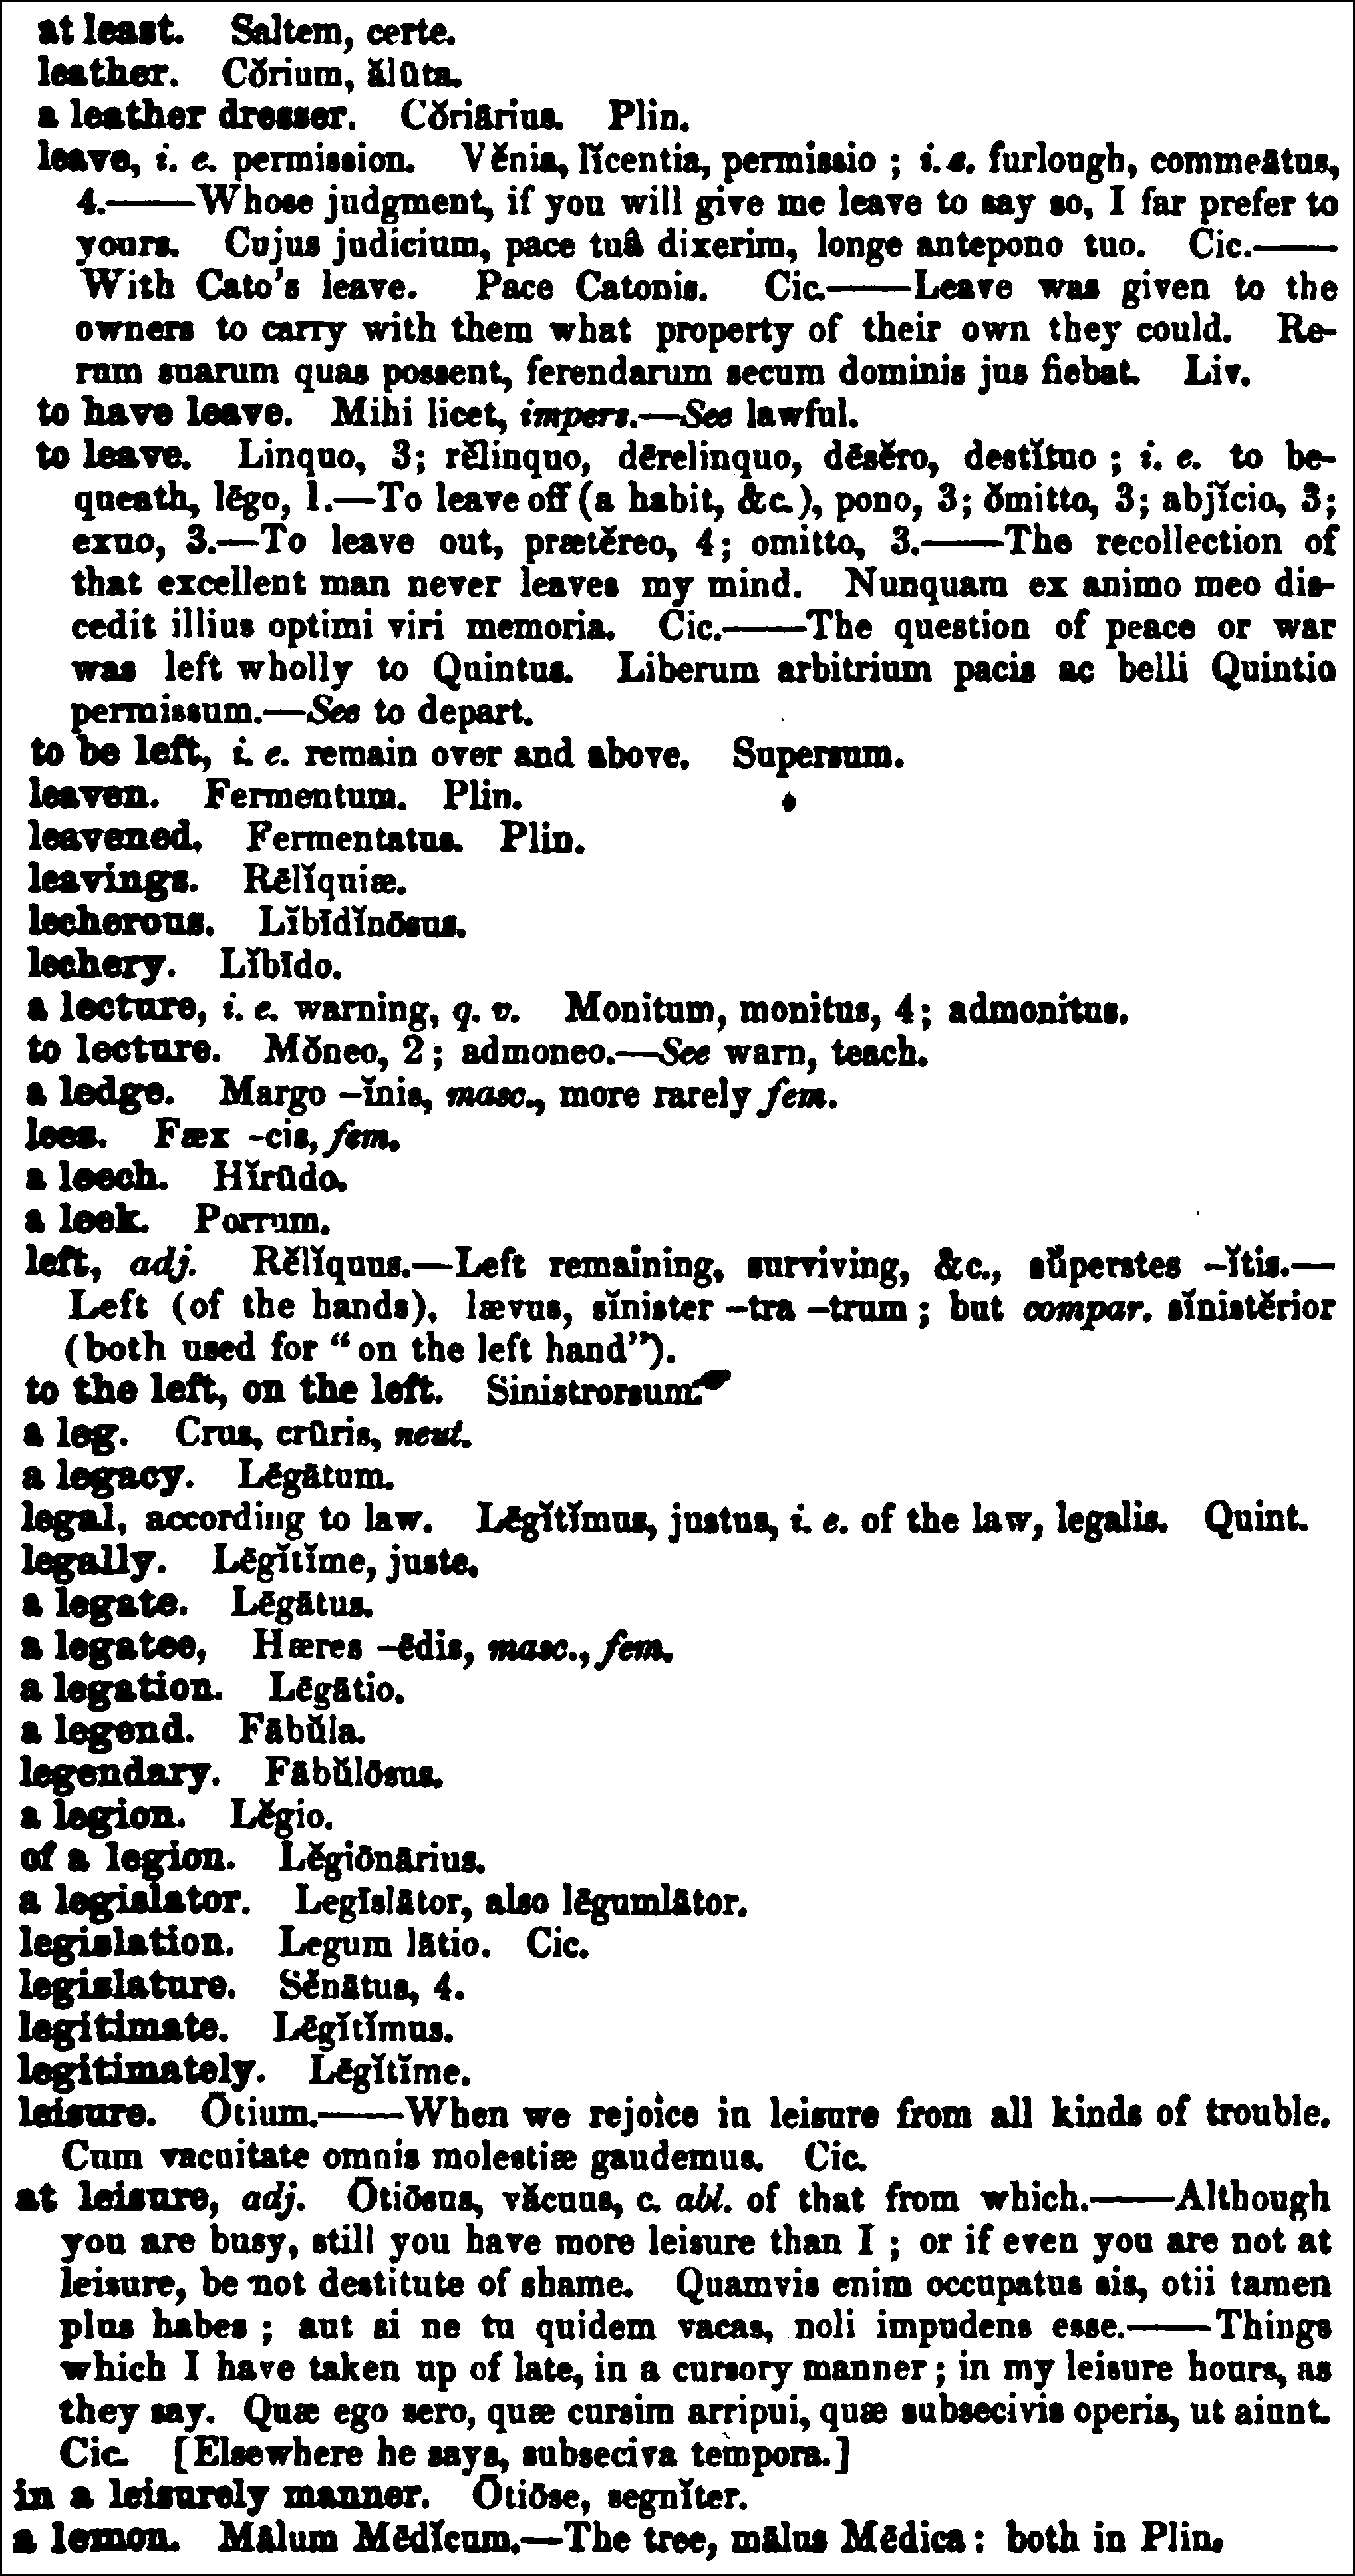 at least. Saltem, certe.
leather. Cŏrium, ălūta.
a leather dresser. Cŏriārius. Plin.
leave, i. e. permission. Vĕnia, lĭcentia, permissio ; i. e. furlough, commeātus,
4.——Whose judgment, if you will give me leave to say so, I far prefer to
yours. Cujus judicium, pace tuâ dixerim, longe antepono tuo. Cic.——
With Cato's leave. Pace Catonis. Cic.——Leave was given to the
owners to carry with them what property of their own they could. Re-
rum suarum quas possent, ferendarum secum dominis jus fiebat. Liv.
to have leave. Mihi licet, impers.—See lawful.
to leave. Linquo, 3; rĕlinquo, dērelinquo, dēsĕro, destĭtuo ; i. e. to be-
queath, lēgo, 1.—To leave off (a habit, &c.), pono, 3; ŏmitto, 3; abjĭcio, 3;
exuo, 3.—To leave out, prætĕreo, 4; omitto, 3.——The recollection of
that excellent man never leaves my mind. Nunquam ex animo meo dis-
cedit illius optimi viri memoria. Cic.——The question of peace or war
was left wholly to Quintus. Liberum arbitrium pacis ac belli Quintio
permissum.—See to depart.
to be left, i. e. remain over and above. Supersum.
leaven. Fermentum. Plin.
leavened. Fermentatus. Plin.
leavings. Rēlĭquiæ.
lecherous. Lĭbīdĭnōsus.
lechery. Lĭbīdo.
a lecture, i. e. warning, q. v. Monitum, monitus, 4; admonitus.
to lecture. Mŏneo, 2; admoneo.—See warn, teach.
a ledge. Margo –ĭnis, masc., more rarely fem.
lees. Fæx -cis, fem.
a leech. Hĭrūdo.
a leek. Porrum.
left, adj. Rĕlĭquus.—Left remaining, surviving, &c., sŭperstes –ĭtis.—
Left (of the hands), lævus, sĭnister –tra –trum ; but compar. sĭnistĕrior
(both used for “on the left hand”).
to the left, on the left. Sinistrorsum.
a leg. Crus, crūris, neut.
a legacy. Lēgātum.
legal, according to law. Lēgĭtĭmus, justus, i. e. of the law, legalis. Quint.
legally. Lēgĭtĭme, juste.
a legate. Lēgātus.
a legatee, Hæres –ēdis, masc., fem.
a legation. Lēgātio.
a legend. Fābŭla.
legendary. Fābŭlōsus.
a legion. Lĕgio.
of a legion. Lĕgiōnārius.
a legislator. Legīslātor, also lēgumlātor.
legislation. Legum lātio. Cic.
legislature. Sĕnātus, 4.
legitimate. Lēgĭtĭmus.
legitimately. Lēgĭtĭme.
leisure. Ōtium.——When we rejoice in leisure from all kinds of trouble.
Cum vacuitate omnis molestiæ gaudemus. Cic.
at leisure, adj. Ōtiōsus, văcuus, c. abl. of that from which.——Although
you are busy, still you have more leisure than I ; or if even you are not at
leisure, be not destitute of shame. Quamvis enim occupatus sis, otii tamen
plus habes ; aut si ne tu quidem vacas, noli impudens esse.——Things
which I have taken up of late, in a cursory manner ; in my leisure hours, as
they say. Quæ ego sero, quæ cursim arripui, quæ subsecivis operis, ut aiunt.
Cic. [Elsewhere he says, subseciva tempora.]
in a leisurely manner. Ōtiōse, segnĭter.
a lemon. Mālum Mēdĭcum.—The tree, mālus Mēdica: both in Plin.